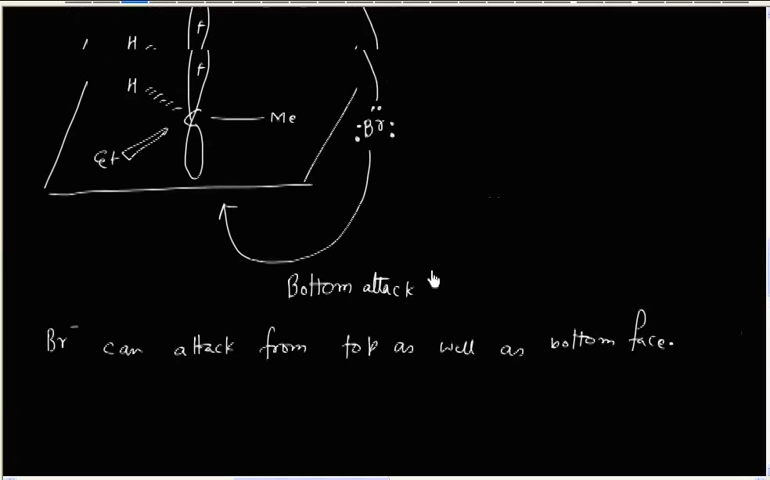 +
H
+
H
Me
:Br:
Et
Bottom attack
Br⁻ can attack from top as well as bottom face.